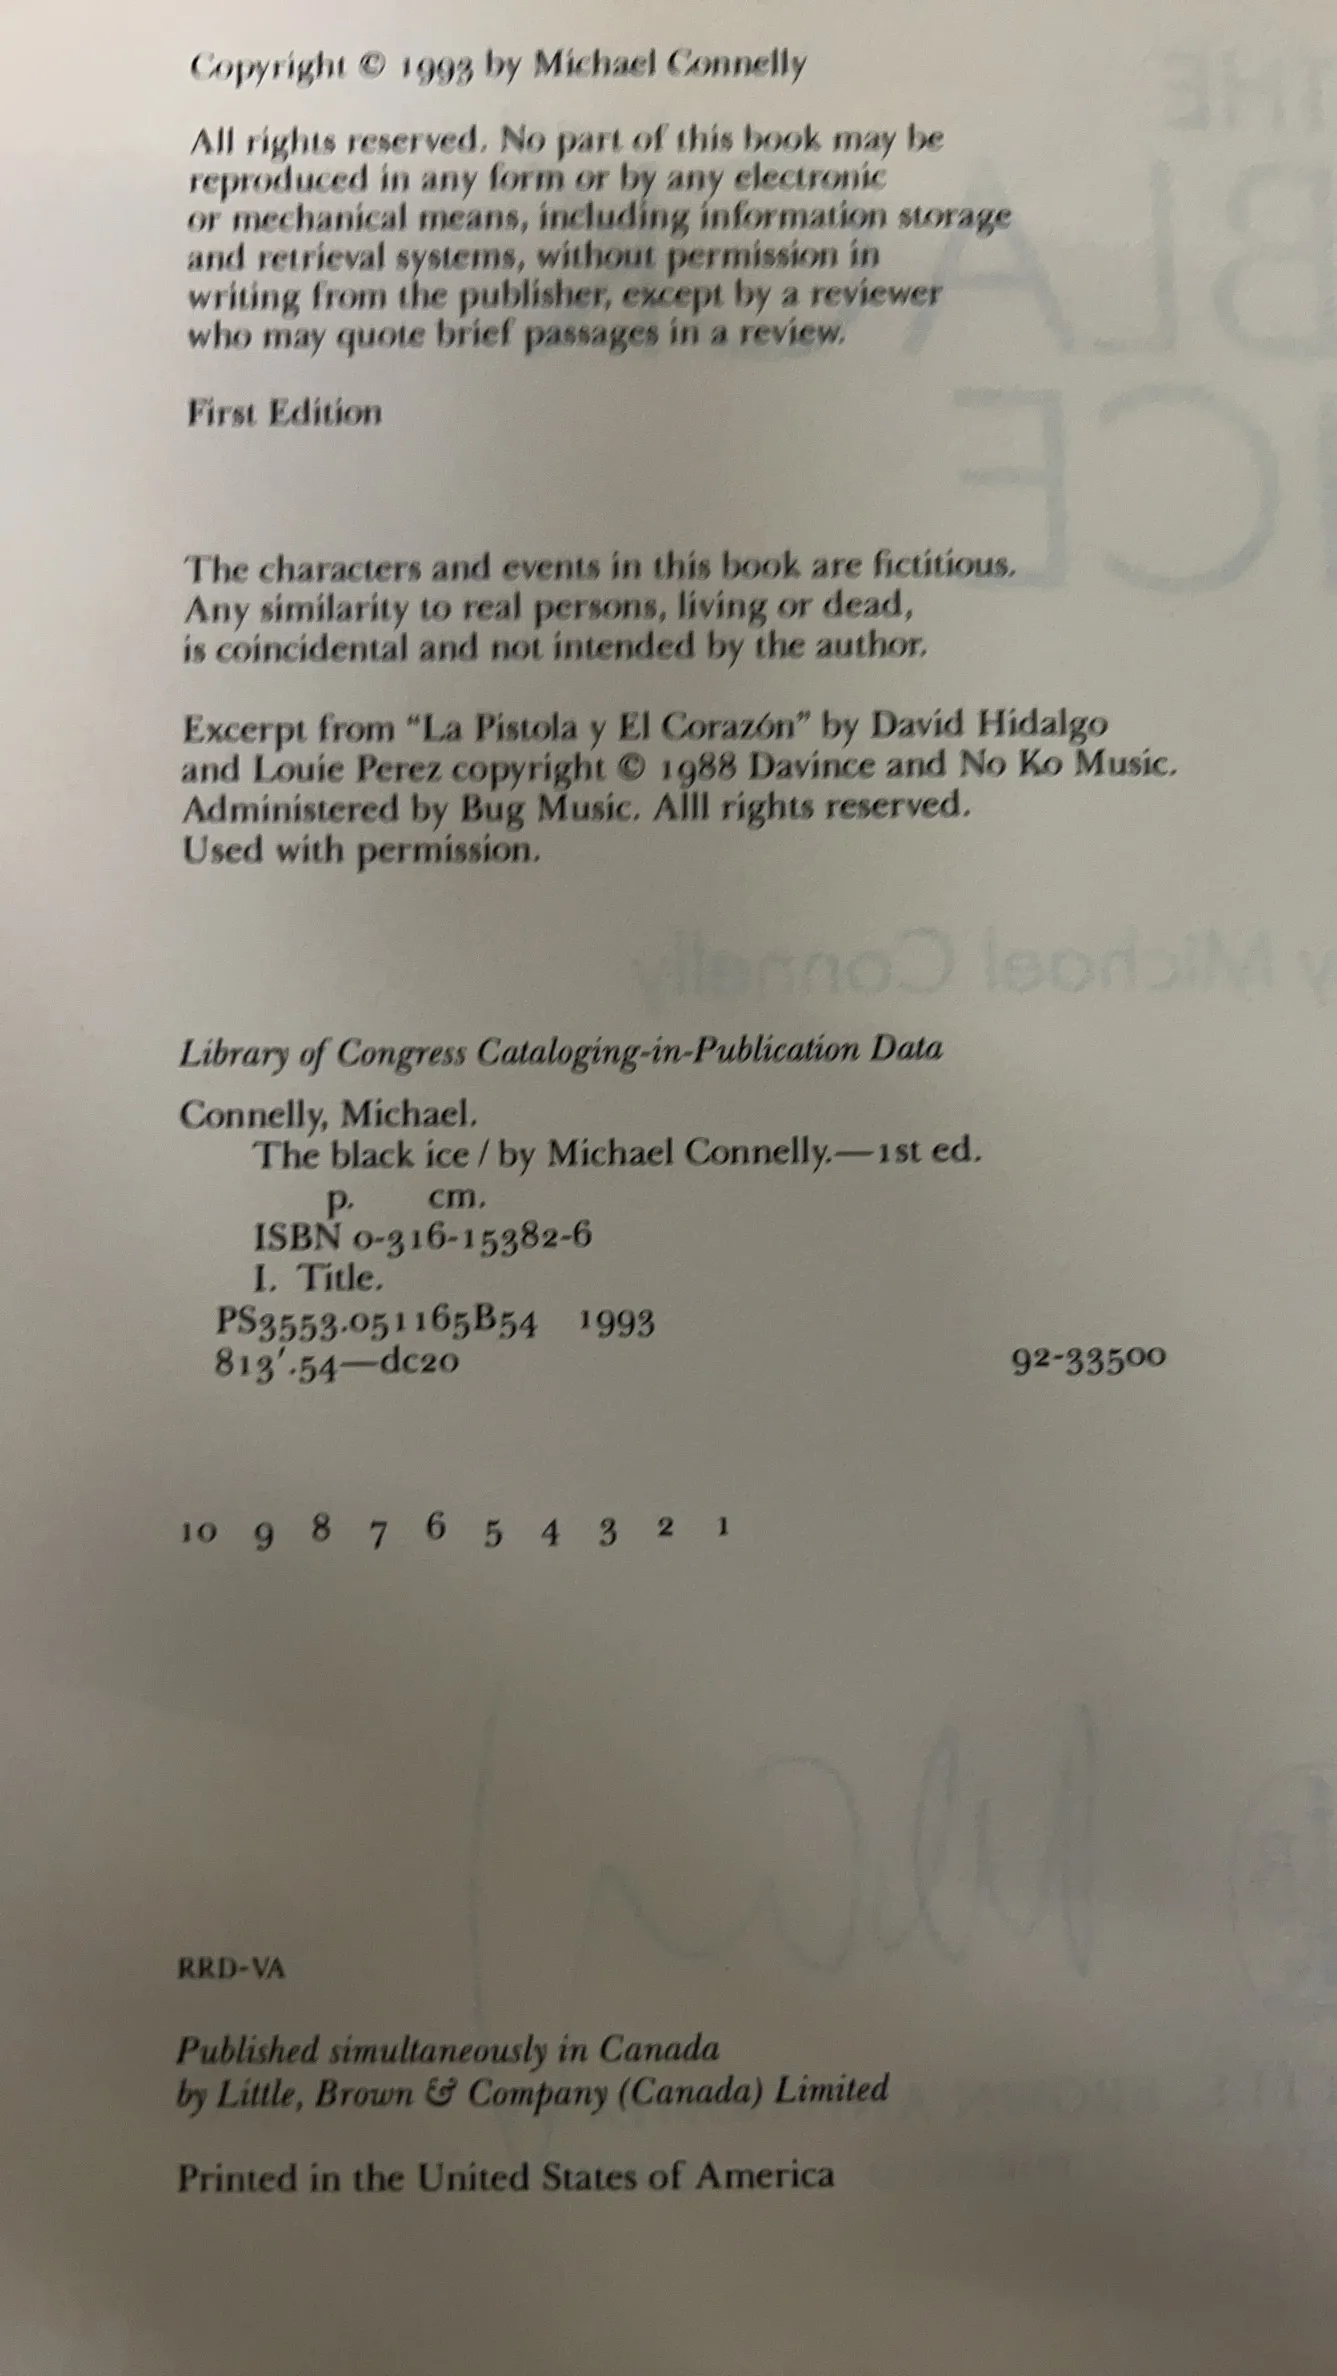 Copyright © 1993 by Michael Connelly
All rights reserved. No part of this book may be
reproduced in any form or by any electronic
or mechanical means, including information storage
and retrieval systems, without permission in
writing from the publisher, except by a reviewer
who may quote brief passages in a review.
First Edition
The characters and events in this book are fictitious.
Any similarity to real persons, living or dead,
is coincidental and not intended by the author.
Excerpt from “La Pistola y El Corazón” by David Hidalgo
and Louie Perez copyright © 1988 Davince and No Ko Music.
Administered by Bug Music. Alll rights reserved.
Used with permission.
Library of Congress Cataloging-in-Publication Data
Connelly, Michael.
The black ice / by Michael Connelly.—1st ed.
p. cm.
ISBN 0-316-15382-6
I. Title.
PS3553.051165B54 1993
813′.54—dc20 92-33500
10 9 8 7 6 5 4 3 2 1
RRD-VA
Published simultaneously in Canada
by Little, Brown & Company (Canada) Limited
Printed in the United States of America